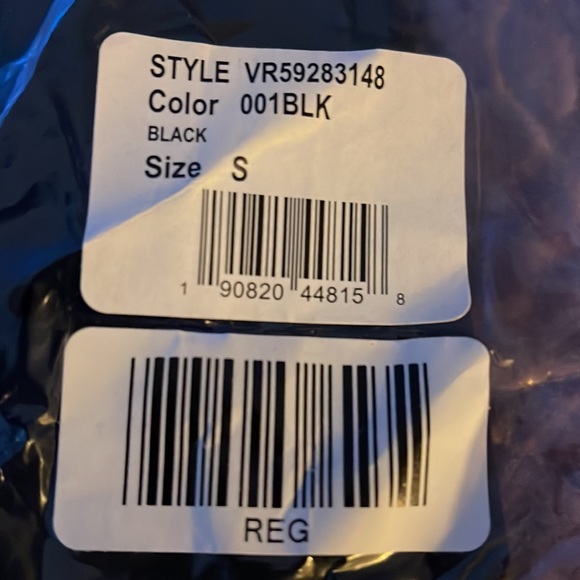 STYLE VR59283148
Color 001BLK
BLACK
Size S
1 90820 44815 8
REG